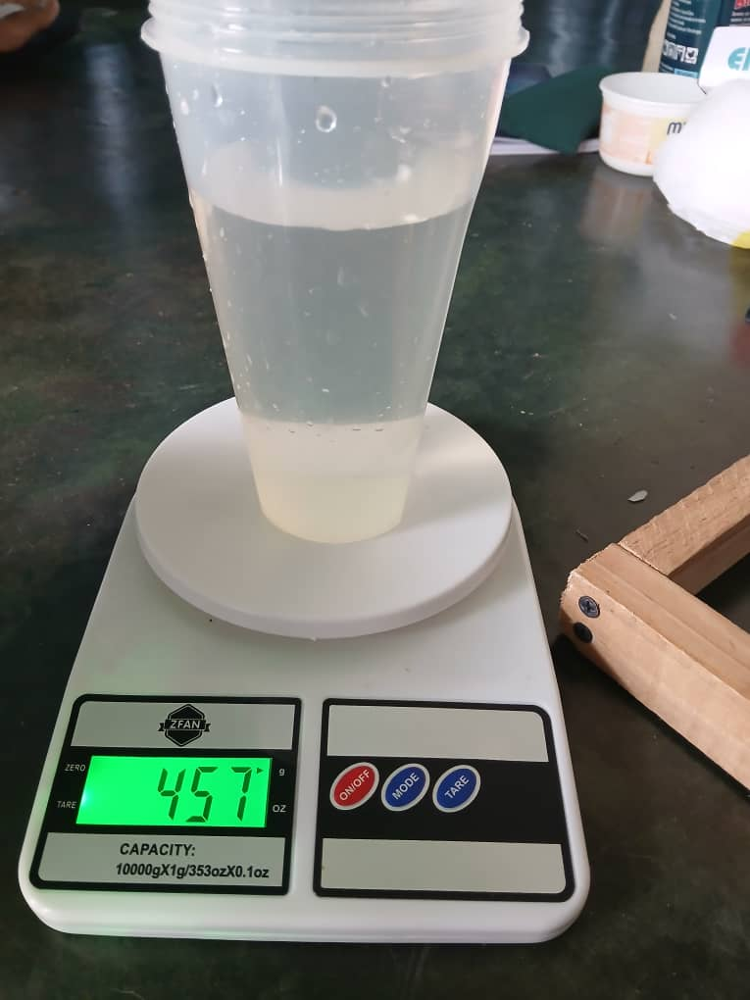 m
ZFAN
ZERO
TARE
457
g
OZ
ON/OFF
MODE
TARE
CAPACITY:
10000gX1g/353ozX0.1oz